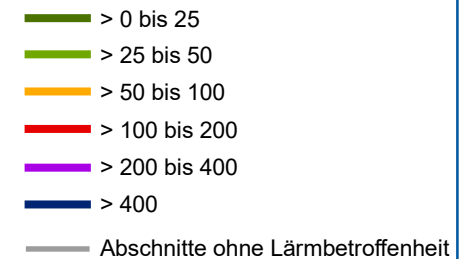 > 0 bis 25
> 25 bis 50
> 50 bis 100
> 100 bis 200
> 200 bis 400
> 400
Abschnitte ohne Lärmbetroffenheit